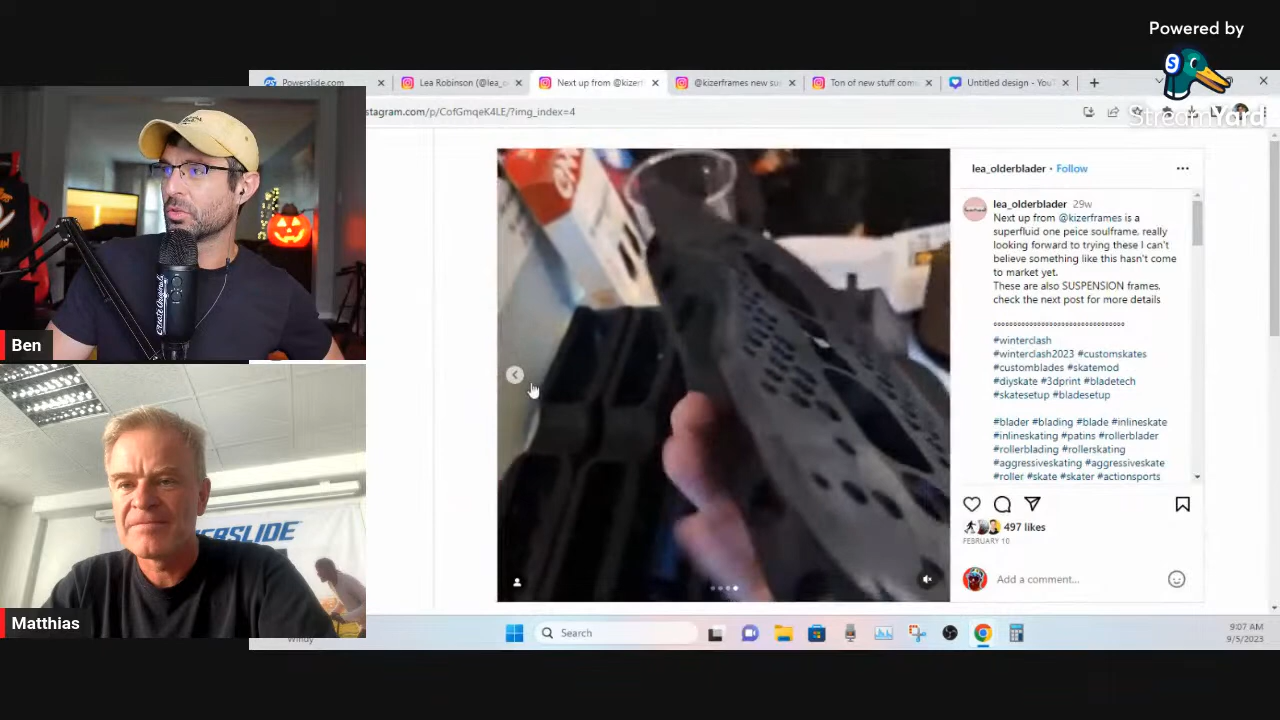 Powered by
StreamYard
Powerslide.com
Lea Robinson (@lea_o
Next up from @kizerf
@kizerframes new su
Ton of new stuff com
Untitled design - You
stagram.com/p/CofGmqeK4LE/?img_index=4
lea_olderblader • Follow
lea_olderblader 29w
Next up from @kizerframes is a
superfluid one peice soulframe, really
looking forward to trying these I can't
believe something like this hasn't come
to market yet.
These are also SUSPENSION frames,
check the next post for more details
#winterclash
#winterclash2023 #customskates
#customblades #skatemod
#diyskate #3dprint #bladetech
#skatesetup #bladesetup
#blader #blading #blade #inlineskate
#inlineskating #patins #rollerblader
#rollerblading #rollerskating
#aggressiveskating #aggressiveskate
#roller #skate #skater #actionsports
497 likes
FEBRUARY 10
Add a comment...
Ben
ERSLIDE
Matthias
Windy
Search
9:07 AM
9/5/2023